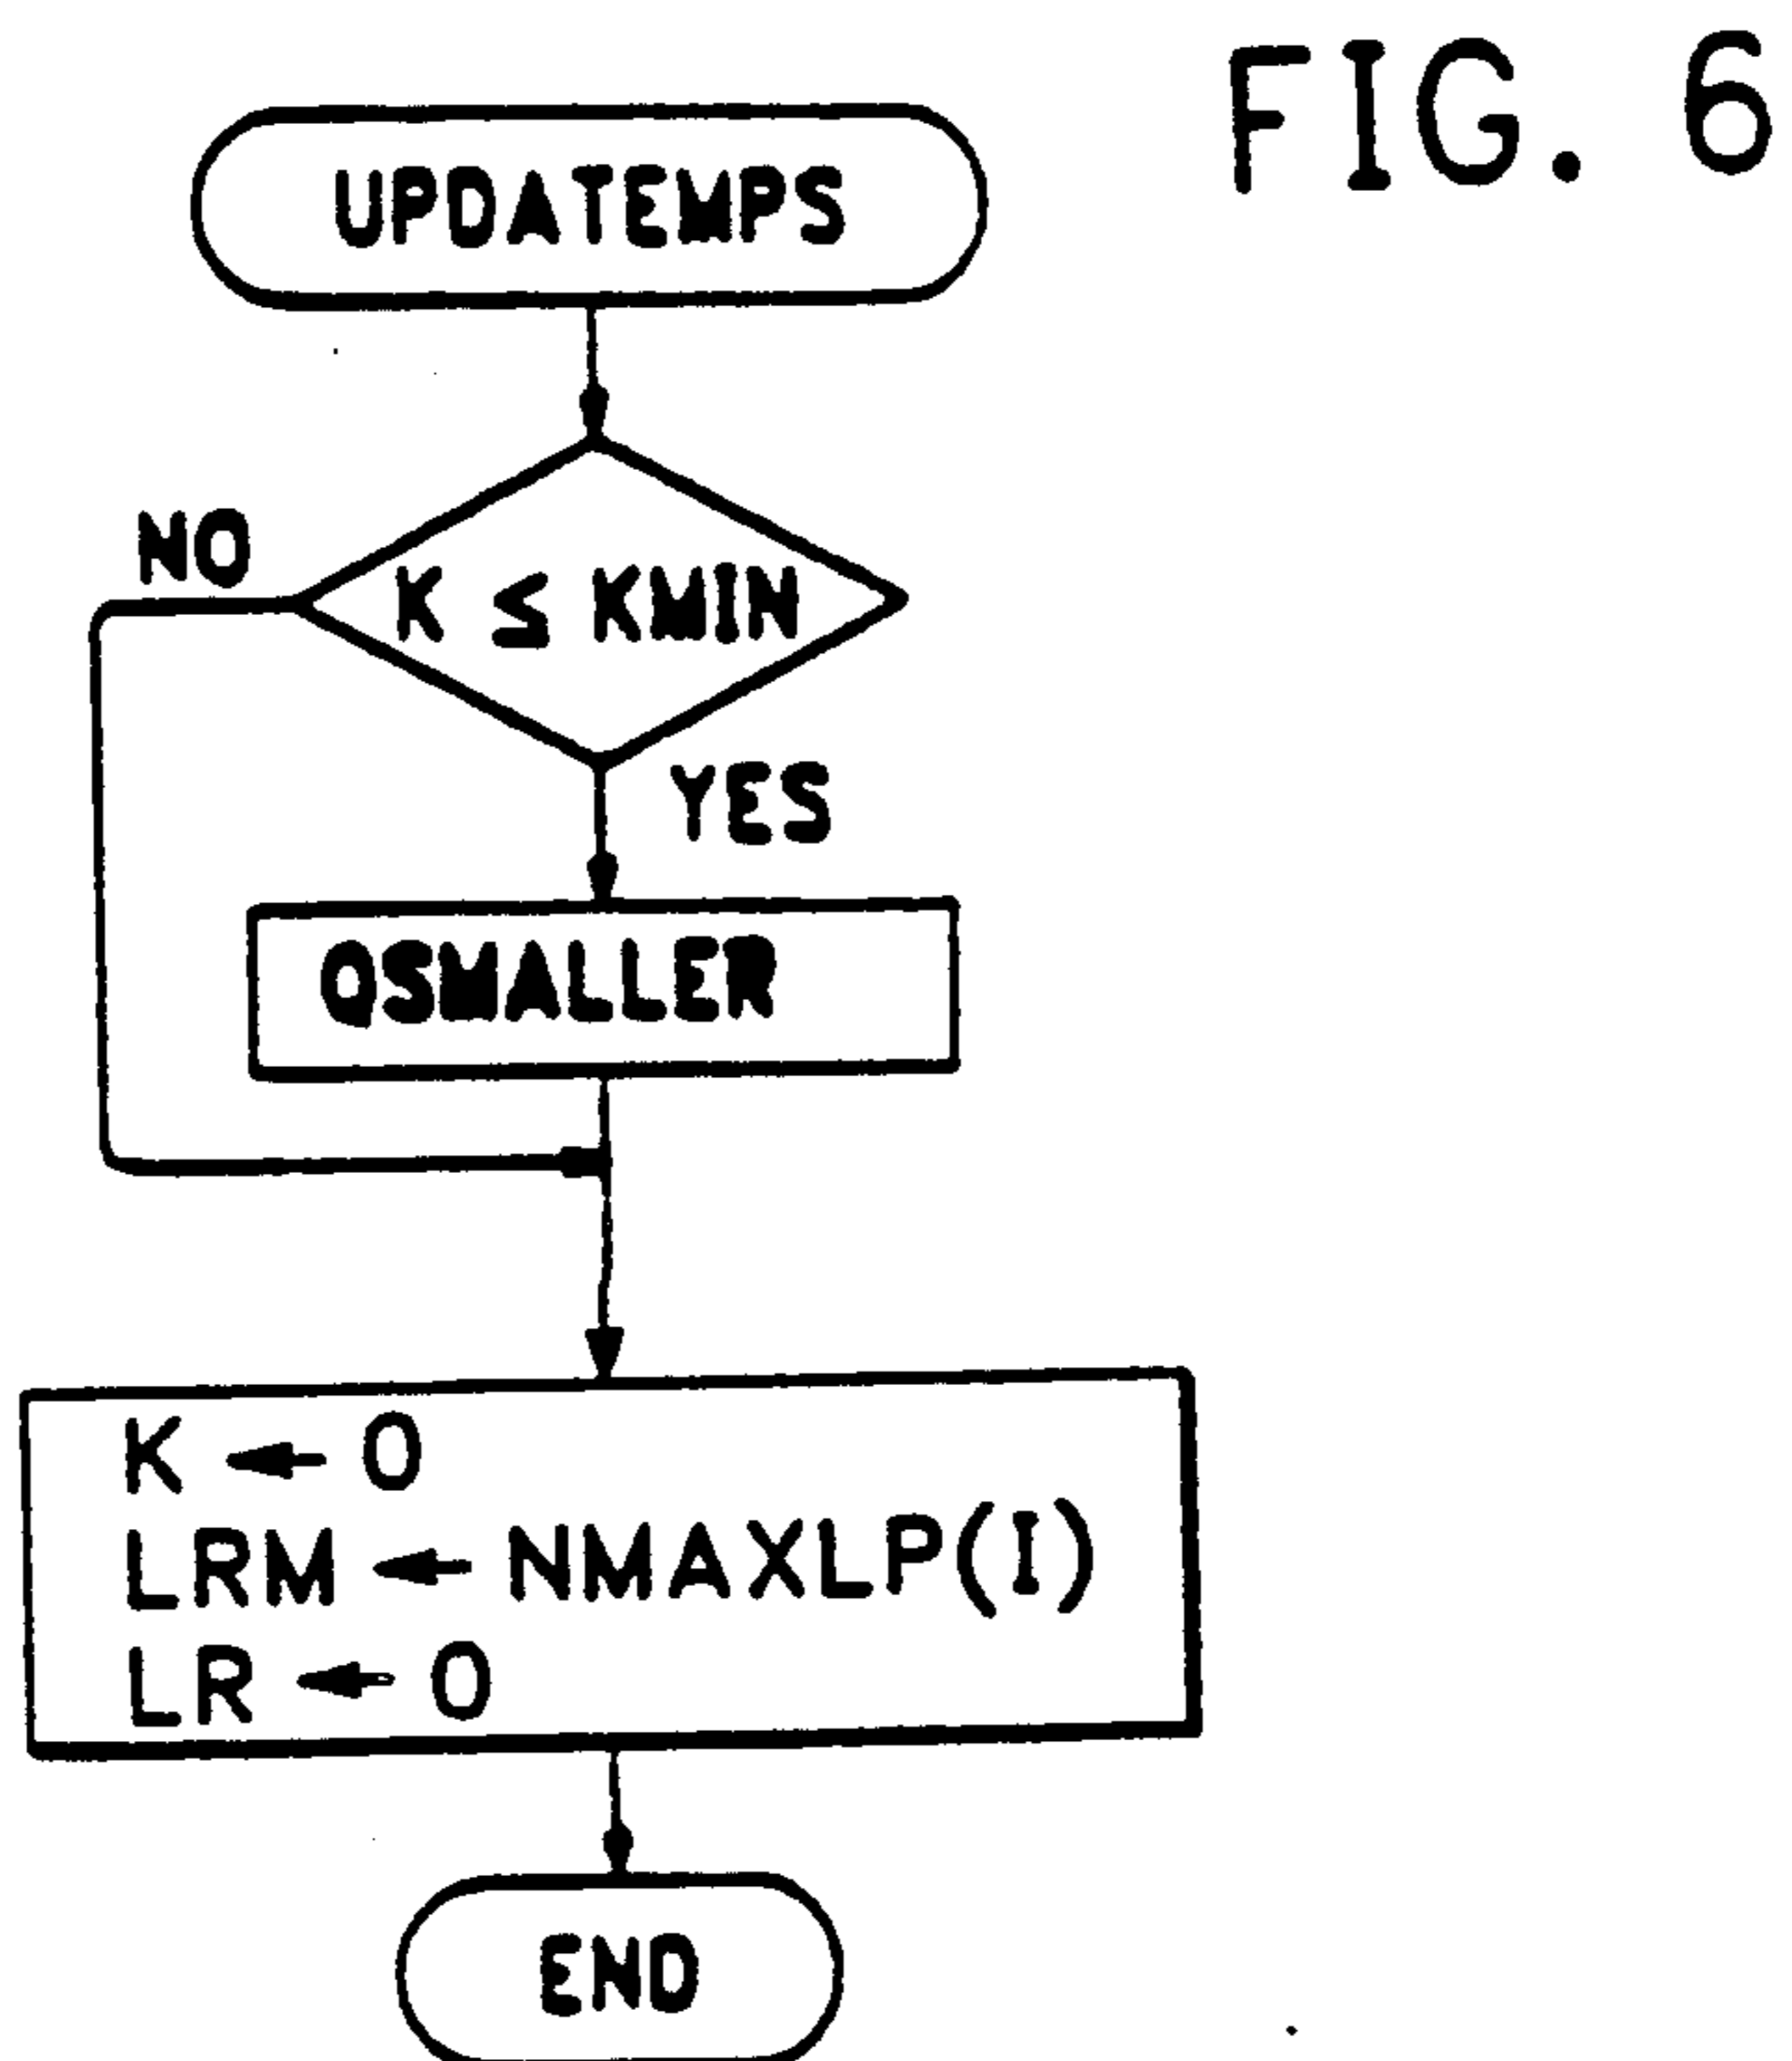 FIG. 6
UPDATEMPS
K ≤ KMIN
NO
YES
QSMALLER
K ← 0
LRM ← NMAXLP(I)
LR ← 0
END